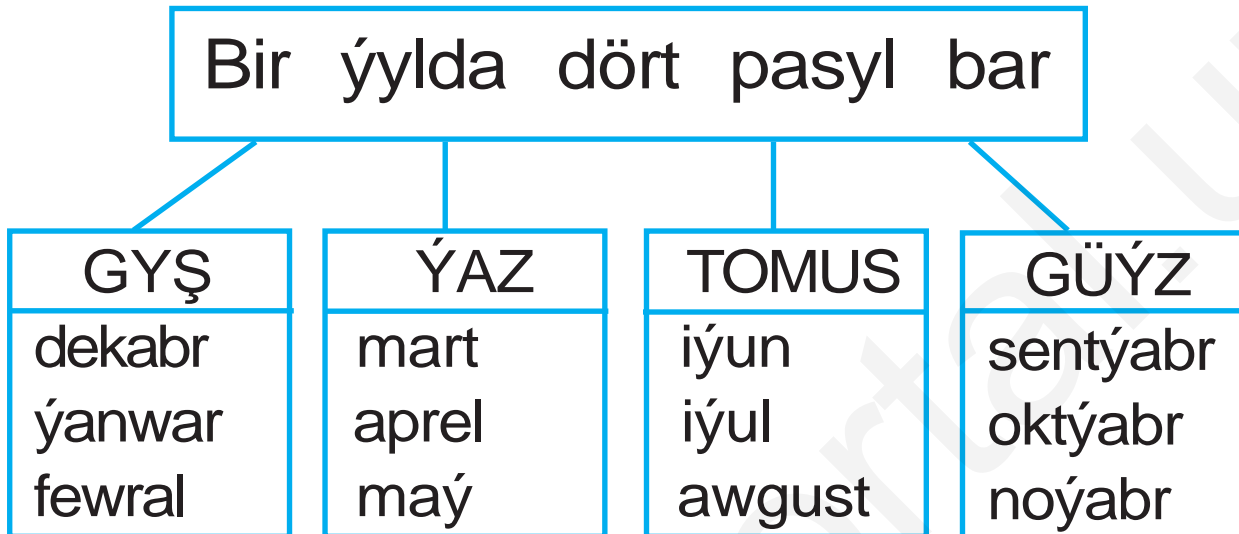 Bir ýylda dört pasyl bar
GYŞ
dekabr
ýanwar
fewral
ÝAZ
mart
aprel
maý
TOMUS
iýun
iýul
awgust
GÜÝZ
sentýabr
oktýabr
noýabr